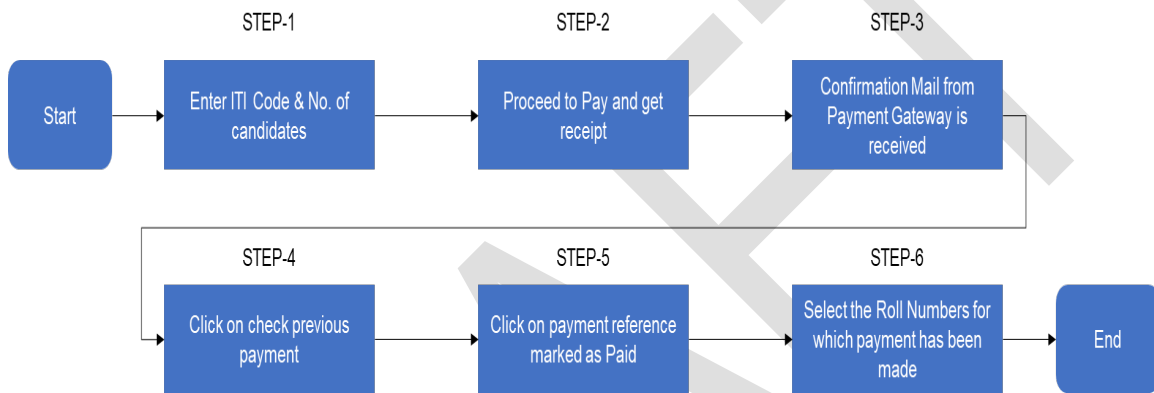 STEP-1
STEP-2
STEP-3
Start
Enter ITI Code & No. of
candidates
Proceed to Pay and get
receipt
Confirmation Mail from
Payment Gateway is
received
STEP-4
STEP-5
STEP-6
Click on check previous
payment
Click on payment reference
marked as Paid
Select the Roll Numbers for
which payment has been
made
End